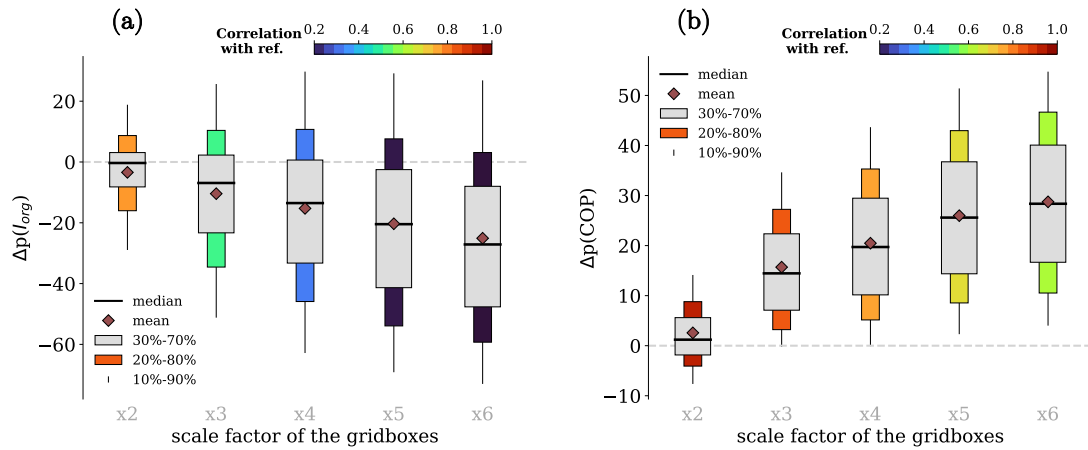 (a)
Correlation
with ref.
0.2 0.4 0.6 0.8 1.0
20
0
−20
−40
−60
Δp(I_org)
median
mean
30%-70%
20%-80%
10%-90%
x2 x3 x4 x5 x6
scale factor of the gridboxes
(b)
Correlation
with ref.
0.2 0.4 0.6 0.8 1.0
median
mean
30%-70%
20%-80%
10%-90%
50
40
30
20
10
0
−10
Δp(COP)
x2 x3 x4 x5 x6
scale factor of the gridboxes